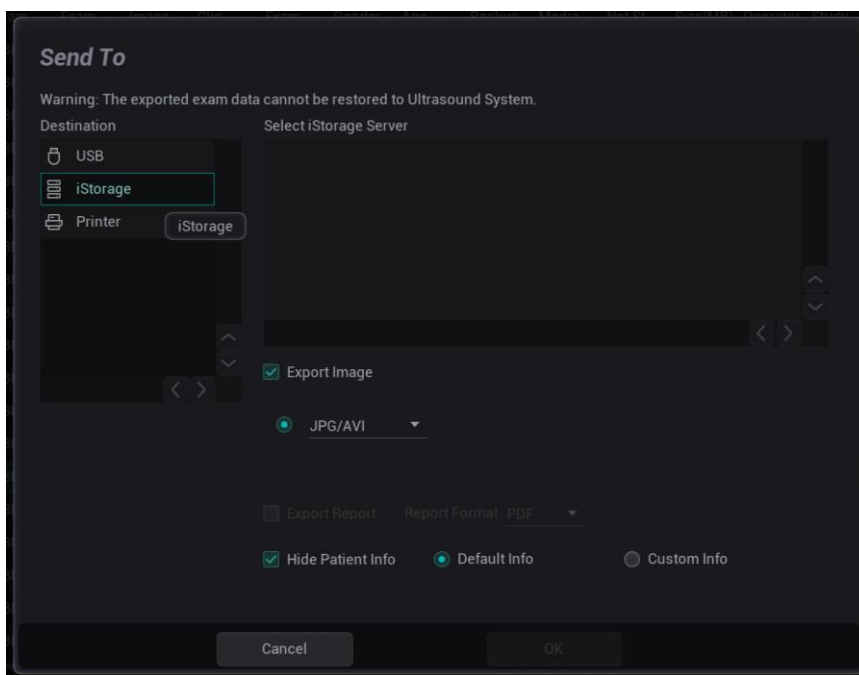 Send To
Warning: The exported exam data cannot be restored to Ultrasound System.
Destination
Select iStorage Server
USB
iStorage
Printer
iStorage
Export Image
JPG/AVI
Export Report Report Format PDF
Hide Patient Info Default Info Custom Info
Cancel OK